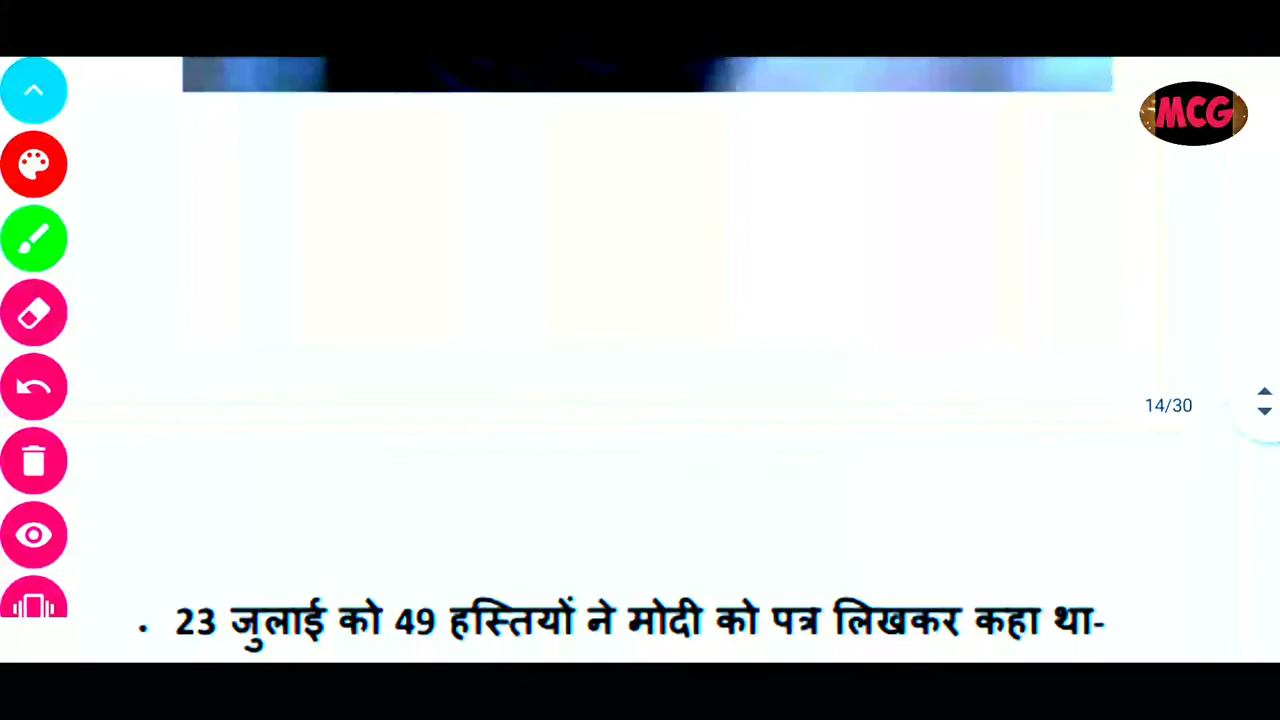 MCG
14/30
. 23 जुलाई को 49 हस्तियों ने मोदी को पत्र लिखकर कहा था-